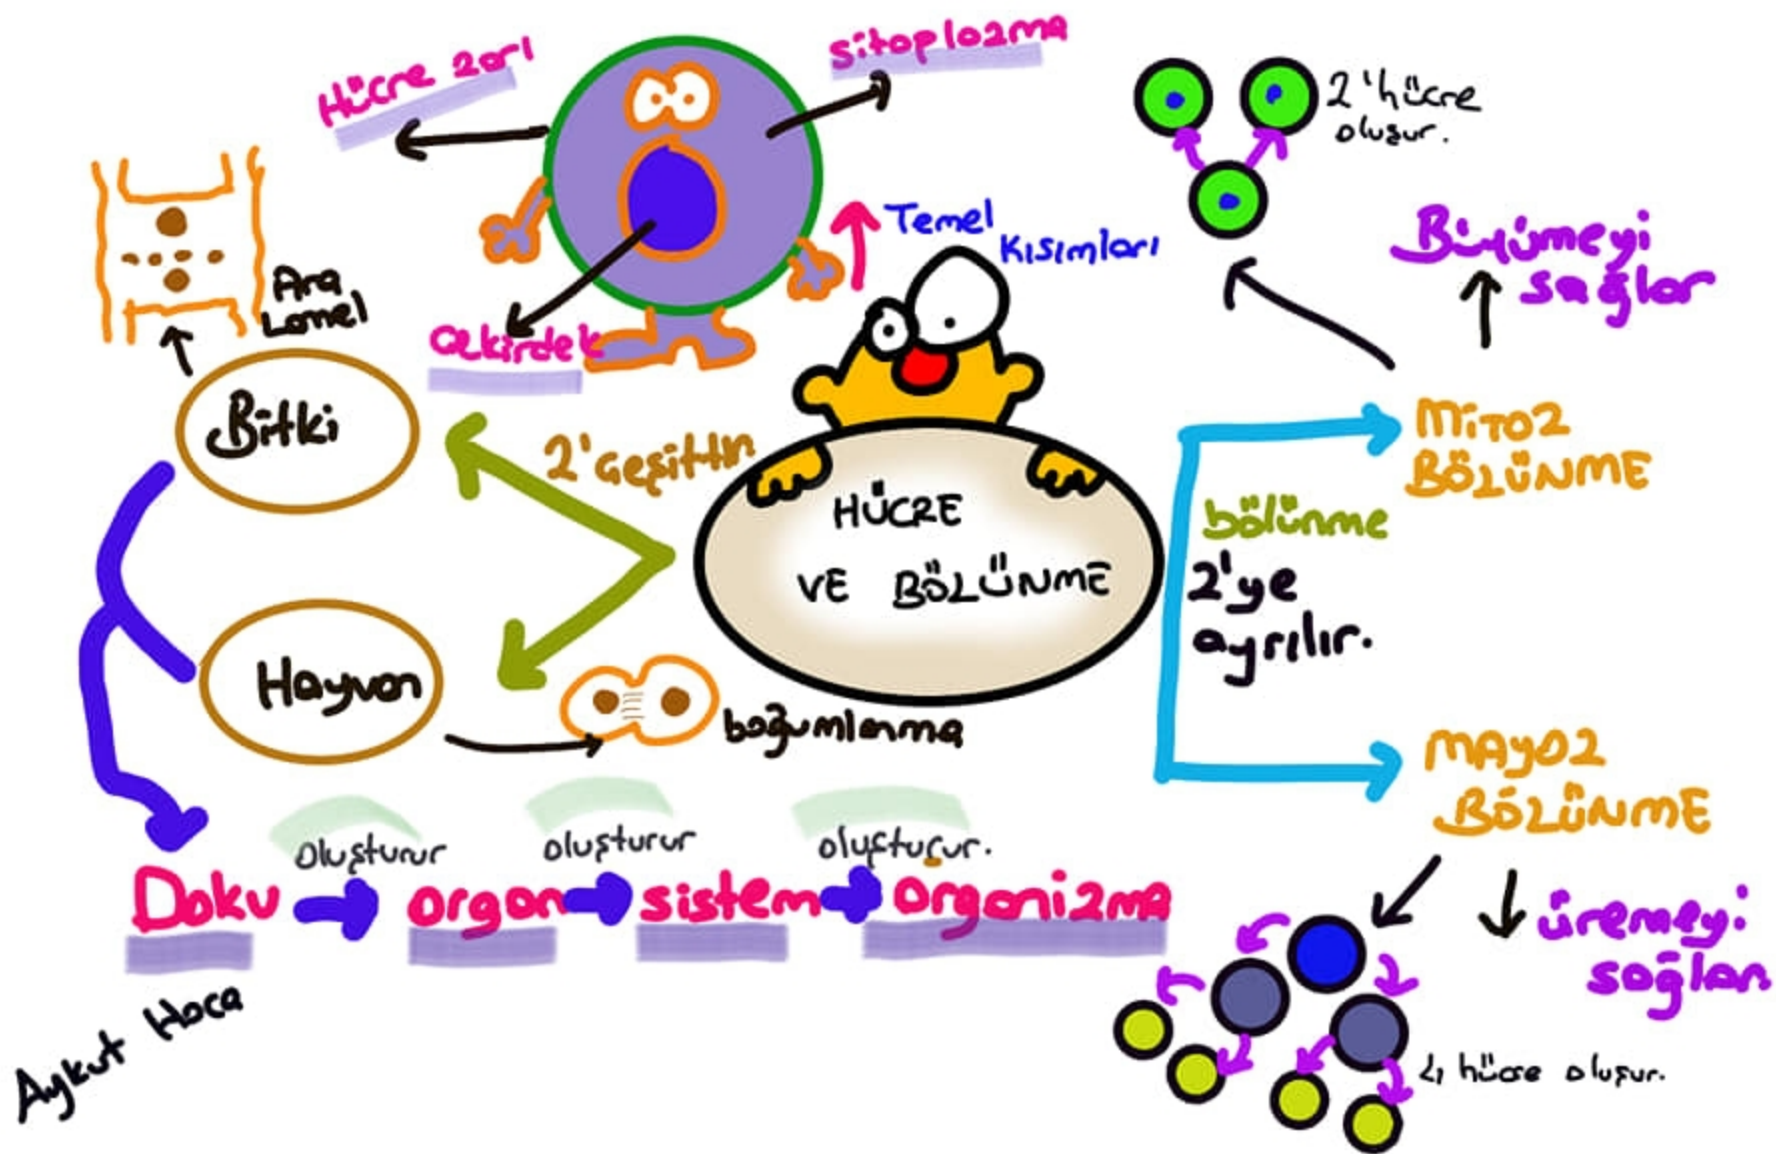 Hücre zarı
sitoplazma
2'hücre
oluşur.
Temel
Kısımları
Büyümeyi
sağlar
Ara
Lamel
Çekirdek
Bitki
2'çeşittir
MİTOZ
BÖLÜNME
HÜCRE
VE BÖLÜNME
bölünme
2'ye
ayrılır.
Hayvan
boğumlanma
MAYOZ
BÖLÜNME
oluşturur
oluşturur
oluşturur.
Doku
organ
sistem
organizma
üremeyi
sağlar
4 hücre oluşur.
Aykut Hoca